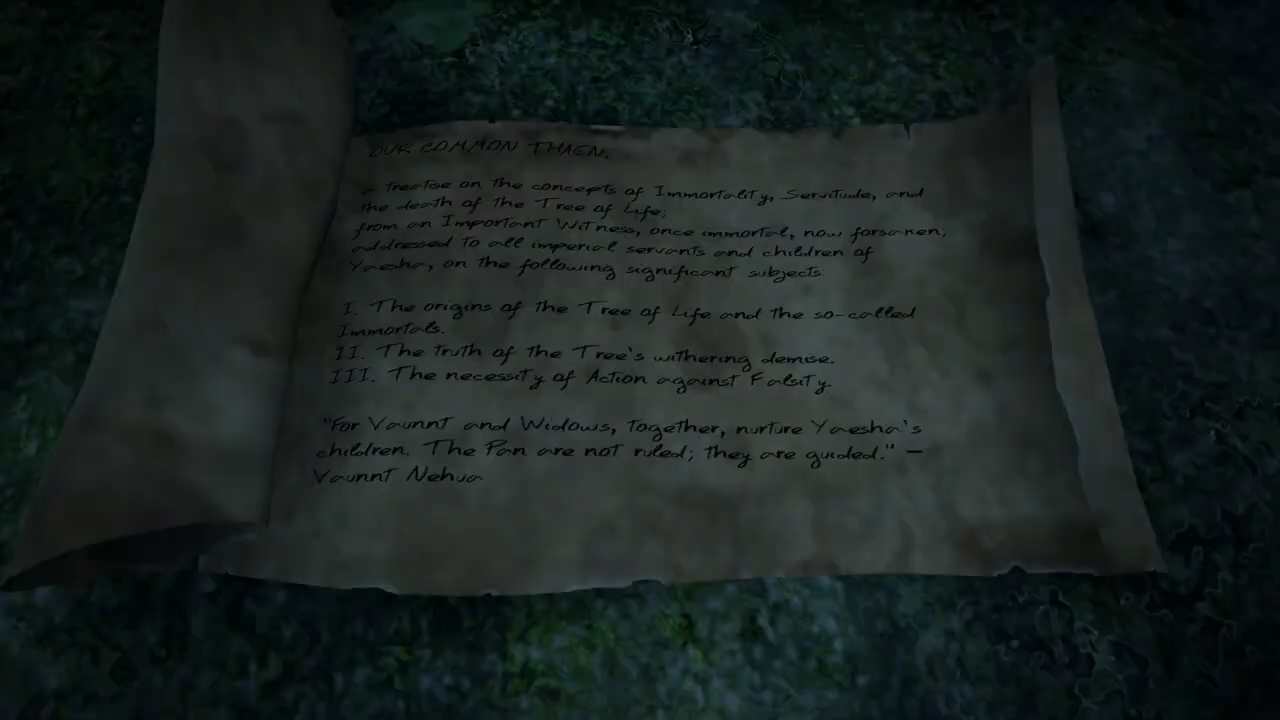 OUR COMMON THAEN,
A treatise on the concepts of Immortality, Servitude, and
the death of the Tree of Life;
from an Important Witness, once immortal, now forsaken;
addressed to all imperial servants and children of
Yaesha, on the following significant subjects:
I. The origins of the Tree of Life and the so-called
Immortals.
II. The truth of the Tree's withering demise.
III. The necessity of Action against Falsity.
"For Vaunnt and Widows, together, nurture Yaesha's
children. The Pan are not ruled; they are guided." —
Vaunnt Nehua